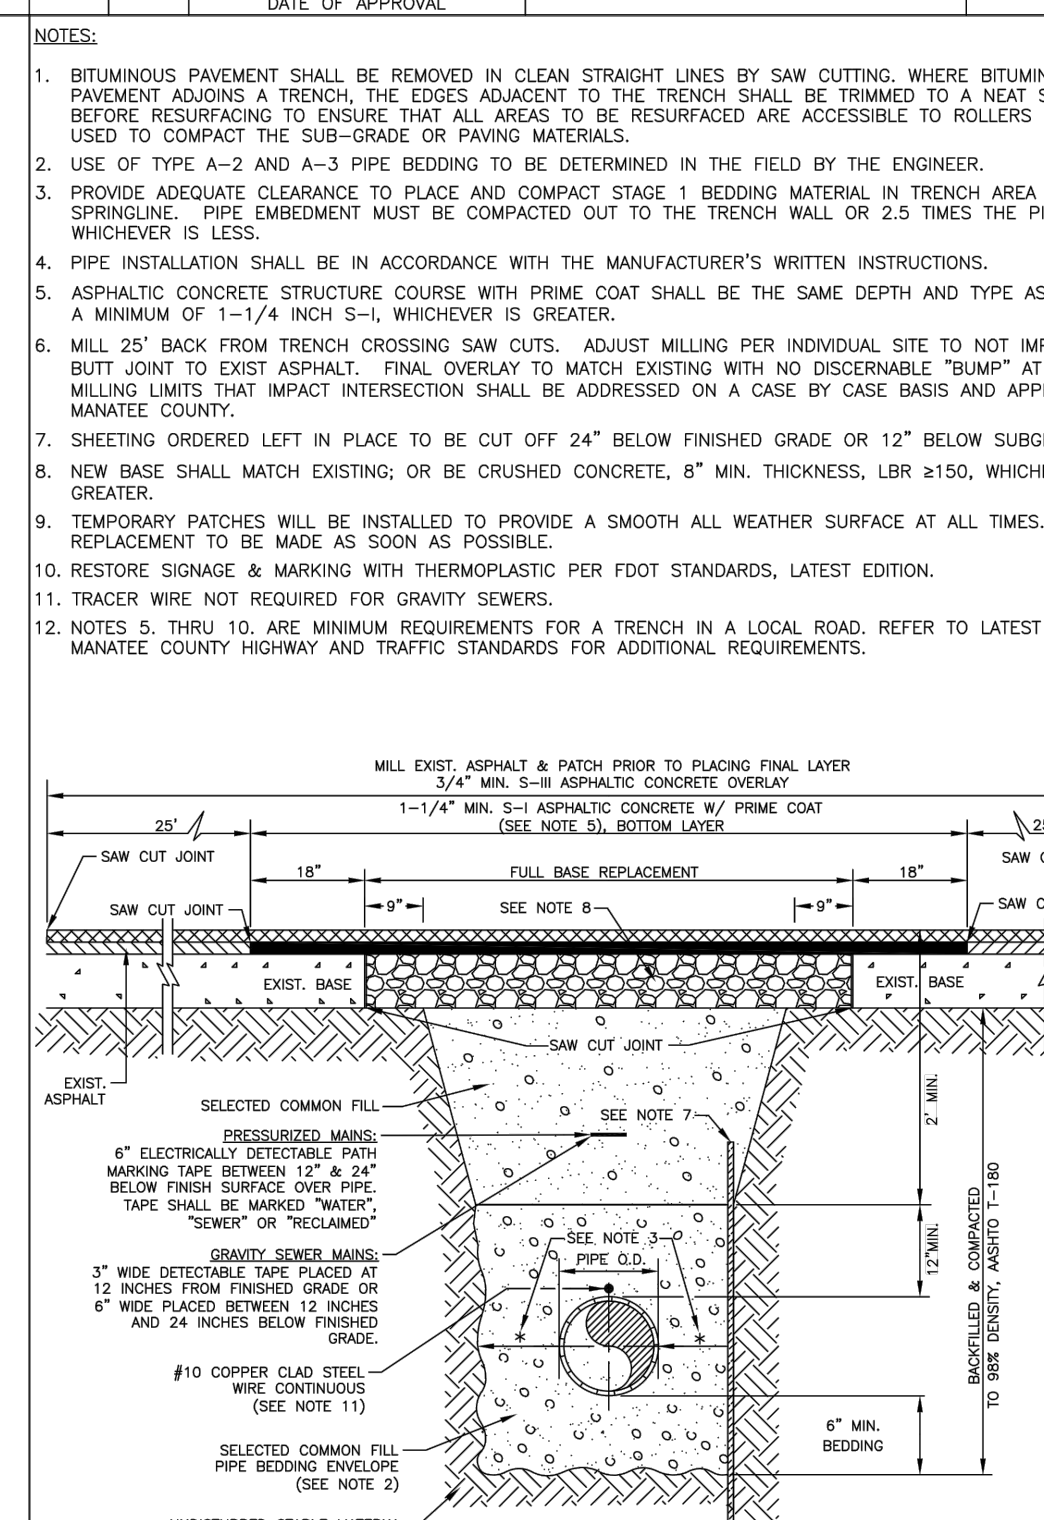 DATE OF APPROVAL
NOTES:
1. BITUMINOUS PAVEMENT SHALL BE REMOVED IN CLEAN STRAIGHT LINES BY SAW CUTTING. WHERE
PAVEMENT ADJOINS A TRENCH, THE EDGES ADJACENT TO THE TRENCH SHALL BE TRIMMED TO A NEAT
BEFORE RESURFACING TO ENSURE THAT ALL AREAS TO BE RESURFACED ARE ACCESSIBLE TO ROLLERS
USED TO COMPACT THE SUB-GRADE OR PAVING MATERIALS.
2. USE OF TYPE A-2 AND A-3 PIPE BEDDING TO BE DETERMINED IN THE FIELD BY THE ENGINEER.
3. PROVIDE ADEQUATE CLEARANCE TO PLACE AND COMPACT STAGE 1 BEDDING MATERIAL IN TRENCH AREA
SPRINGLINE. PIPE EMBEDMENT MUST BE COMPACTED OUT TO THE TRENCH WALL OR 2.5 TIMES THE
WHICHEVER IS LESS.
4. PIPE INSTALLATION SHALL BE IN ACCORDANCE WITH THE MANUFACTURER'S WRITTEN INSTRUCTIONS.
5. ASPHALTIC CONCRETE STRUCTURE COURSE WITH PRIME COAT SHALL BE THE SAME DEPTH AND TYPE AS
A MINIMUM OF 1-1/4 INCH S-I, WHICHEVER IS GREATER.
6. MILL 25' BACK FROM TRENCH CROSSING SAW CUTS. ADJUST MILLING PER INDIVIDUAL SITE TO NOT
BUTT JOINT TO EXIST ASPHALT. FINAL OVERLAY TO MATCH EXISTING WITH NO DISCERNABLE "BUMP" AT
MILLING LIMITS THAT IMPACT INTERSECTION SHALL BE ADDRESSED ON A CASE BY CASE BASIS AND
MANATEE COUNTY.
7. SHEETING ORDERED LEFT IN PLACE TO BE CUT OFF 24" BELOW FINISHED GRADE OR 12" BELOW
8. NEW BASE SHALL MATCH EXISTING; OR BE CRUSHED CONCRETE, 8" MIN. THICKNESS, LBR ≥150,
GREATER.
9. TEMPORARY PATCHES WILL BE INSTALLED TO PROVIDE A SMOOTH ALL WEATHER SURFACE AT ALL TIMES.
REPLACEMENT TO BE MADE AS SOON AS POSSIBLE.
10. RESTORE SIGNAGE & MARKING WITH THERMOPLASTIC PER FDOT STANDARDS, LATEST EDITION.
11. TRACER WIRE NOT REQUIRED FOR GRAVITY SEWERS.
12. NOTES 5. THRU 10. ARE MINIMUM REQUIREMENTS FOR A TRENCH IN A LOCAL ROAD. REFER TO LATEST
MANATEE COUNTY HIGHWAY AND TRAFFIC STANDARDS FOR ADDITIONAL REQUIREMENTS.
MILL EXIST. ASPHALT & PATCH PRIOR TO PLACING FINAL LAYER
3/4" MIN. S-III ASPHALTIC CONCRETE OVERLAY
1-1/4" MIN. S-I ASPHALTIC CONCRETE W/ PRIME COAT
(SEE NOTE 5), BOTTOM LAYER
25'
25
SAW CUT JOINT
SAW
18"
FULL BASE REPLACEMENT
18"
SAW CUT JOINT
9"
SEE NOTE 8
9"
SAW
EXIST. BASE
EXIST. BASE
SAW CUT JOINT
EXIST.
ASPHALT
SELECTED COMMON FILL
SEE NOTE 7
2' MIN.
PRESSURIZED MAINS:
6" ELECTRICALLY DETECTABLE PATH
MARKING TAPE BETWEEN 12" & 24"
BELOW FINISH SURFACE OVER PIPE.
TAPE SHALL BE MARKED "WATER",
"SEWER" OR "RECLAIMED"
GRAVITY SEWER MAINS:
3" WIDE DETECTABLE TAPE PLACED AT
12 INCHES FROM FINISHED GRADE OR
6" WIDE PLACED BETWEEN 12 INCHES
AND 24 INCHES BELOW FINISHED
GRADE.
SEE NOTE 3
PIPE O.D.
12"MIN.
BACKFILLED & COMPACTED
TO 98% DENSITY, AASHTO T-180
* *
#10 COPPER CLAD STEEL
WIRE CONTINUOUS
(SEE NOTE 11)
6" MIN.
BEDDING
SELECTED COMMON FILL
PIPE BEDDING ENVELOPE
(SEE NOTE 2)